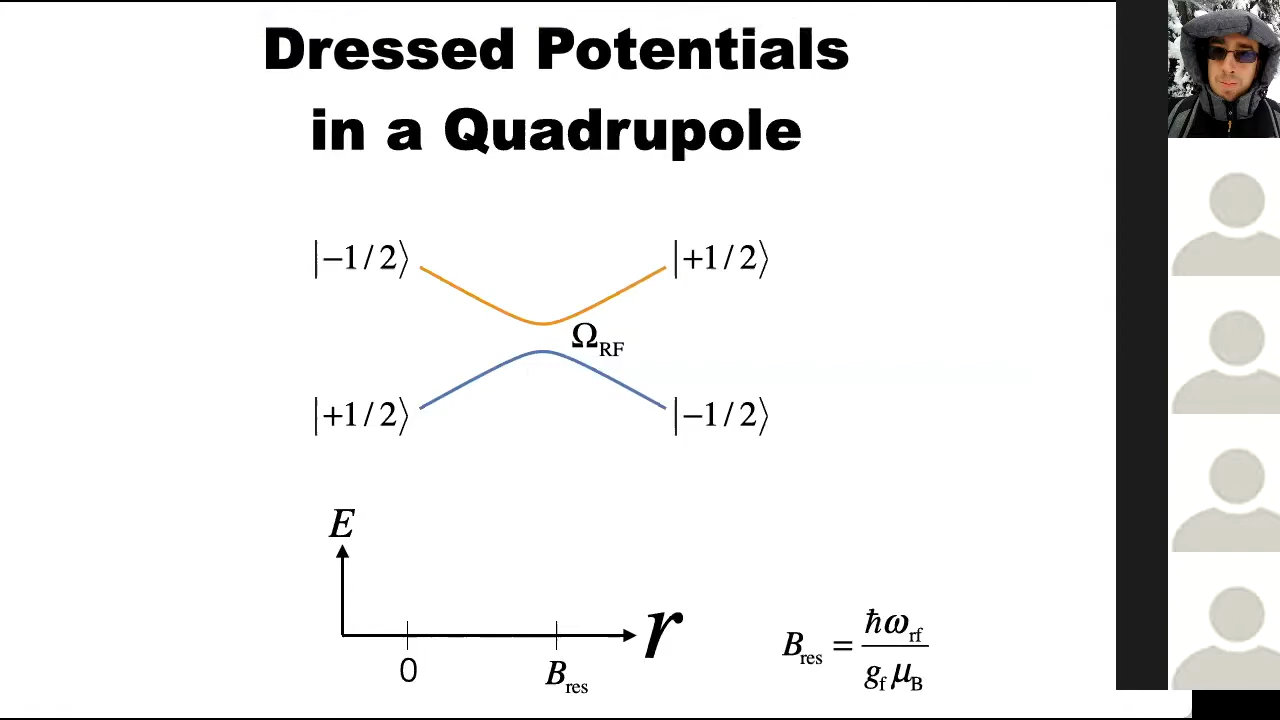 Dressed Potentials
in a Quadrupole
|−1/2⟩ |+1/2⟩
Ω_RF
|+1/2⟩ |−1/2⟩
E
r
0 B_res
B_res = ħω_rf / g_f μ_B